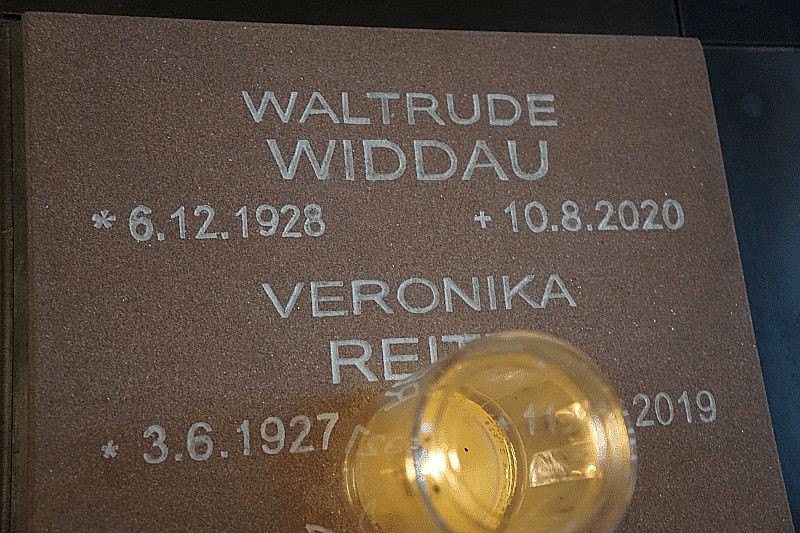 WALTRUDE
WIDDAU
* 6.12.1928 + 10.8.2020
VERONIKA
* 3.6.1927 2019